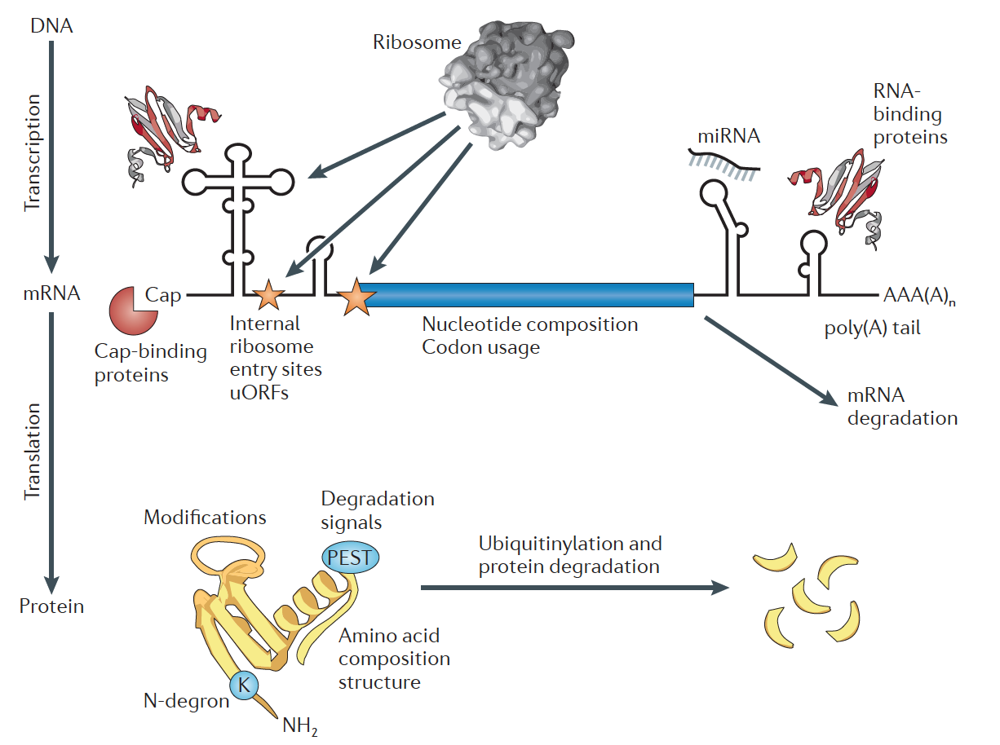 DNA
Transcription
mRNA
Translation
Protein
Ribosome
miRNA
RNA-
binding
proteins
Cap
Cap-binding
proteins
Internal
ribosome
entry sites
uORFs
Nucleotide composition
Codon usage
AAA(A)n
poly(A) tail
mRNA
degradation
Modifications
Degradation
signals
PEST
Amino acid
composition
structure
K
N-degron
NH2
Ubiquitinylation and
protein degradation